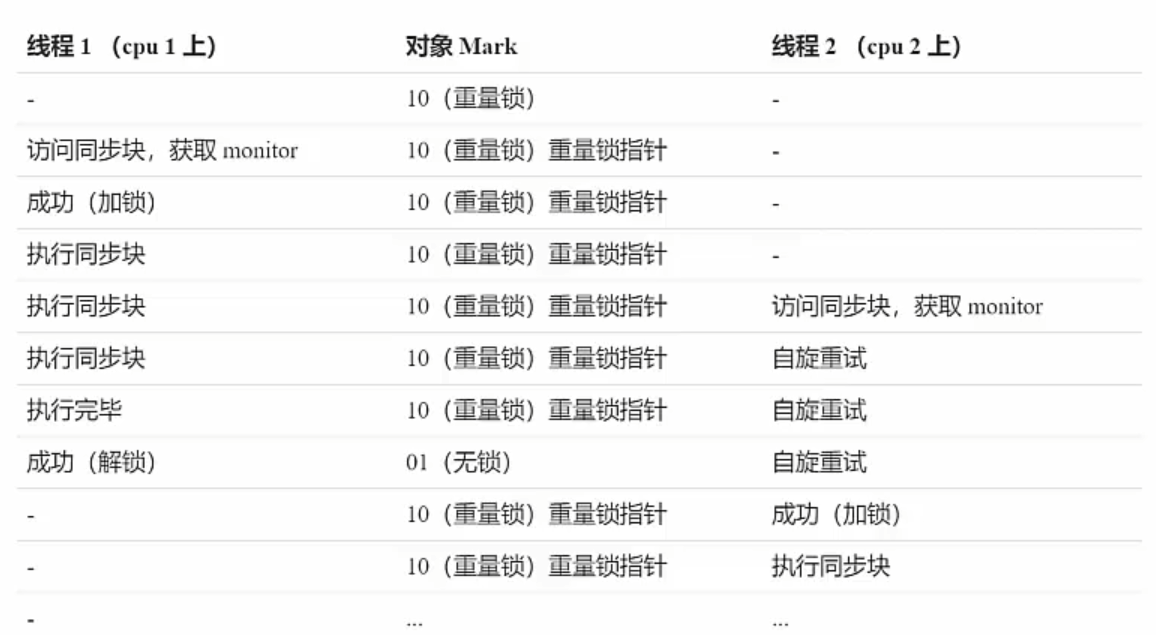 线程 1 （cpu 1 上） 对象 Mark 线程 2 （cpu 2 上）
- 10（重量锁） -
访问同步块，获取 monitor 10（重量锁）重量锁指针 -
成功（加锁） 10（重量锁）重量锁指针 -
执行同步块 10（重量锁）重量锁指针 -
执行同步块 10（重量锁）重量锁指针 访问同步块，获取 monitor
执行同步块 10（重量锁）重量锁指针 自旋重试
执行完毕 10（重量锁）重量锁指针 自旋重试
成功（解锁） 01（无锁） 自旋重试
- 10（重量锁）重量锁指针 成功（加锁）
- 10（重量锁）重量锁指针 执行同步块
- ... ...